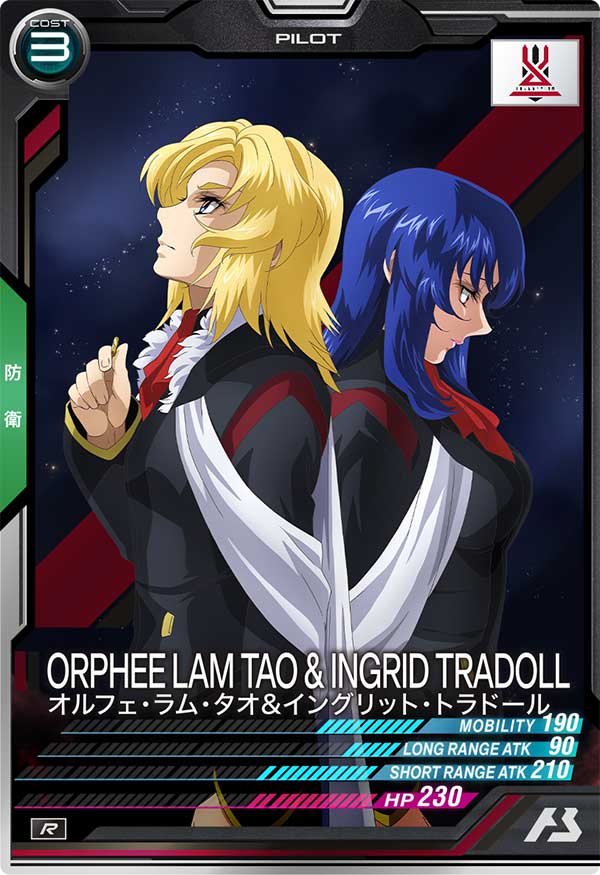 COST
3
PILOT
防衛
ORPHEE LAM TAO & INGRID TRADOLL
オルフェ・ラム・タオ&イングリット・トラドール
MOBILITY 190
LONG RANGE ATK 90
SHORT RANGE ATK 210
HP 230
R